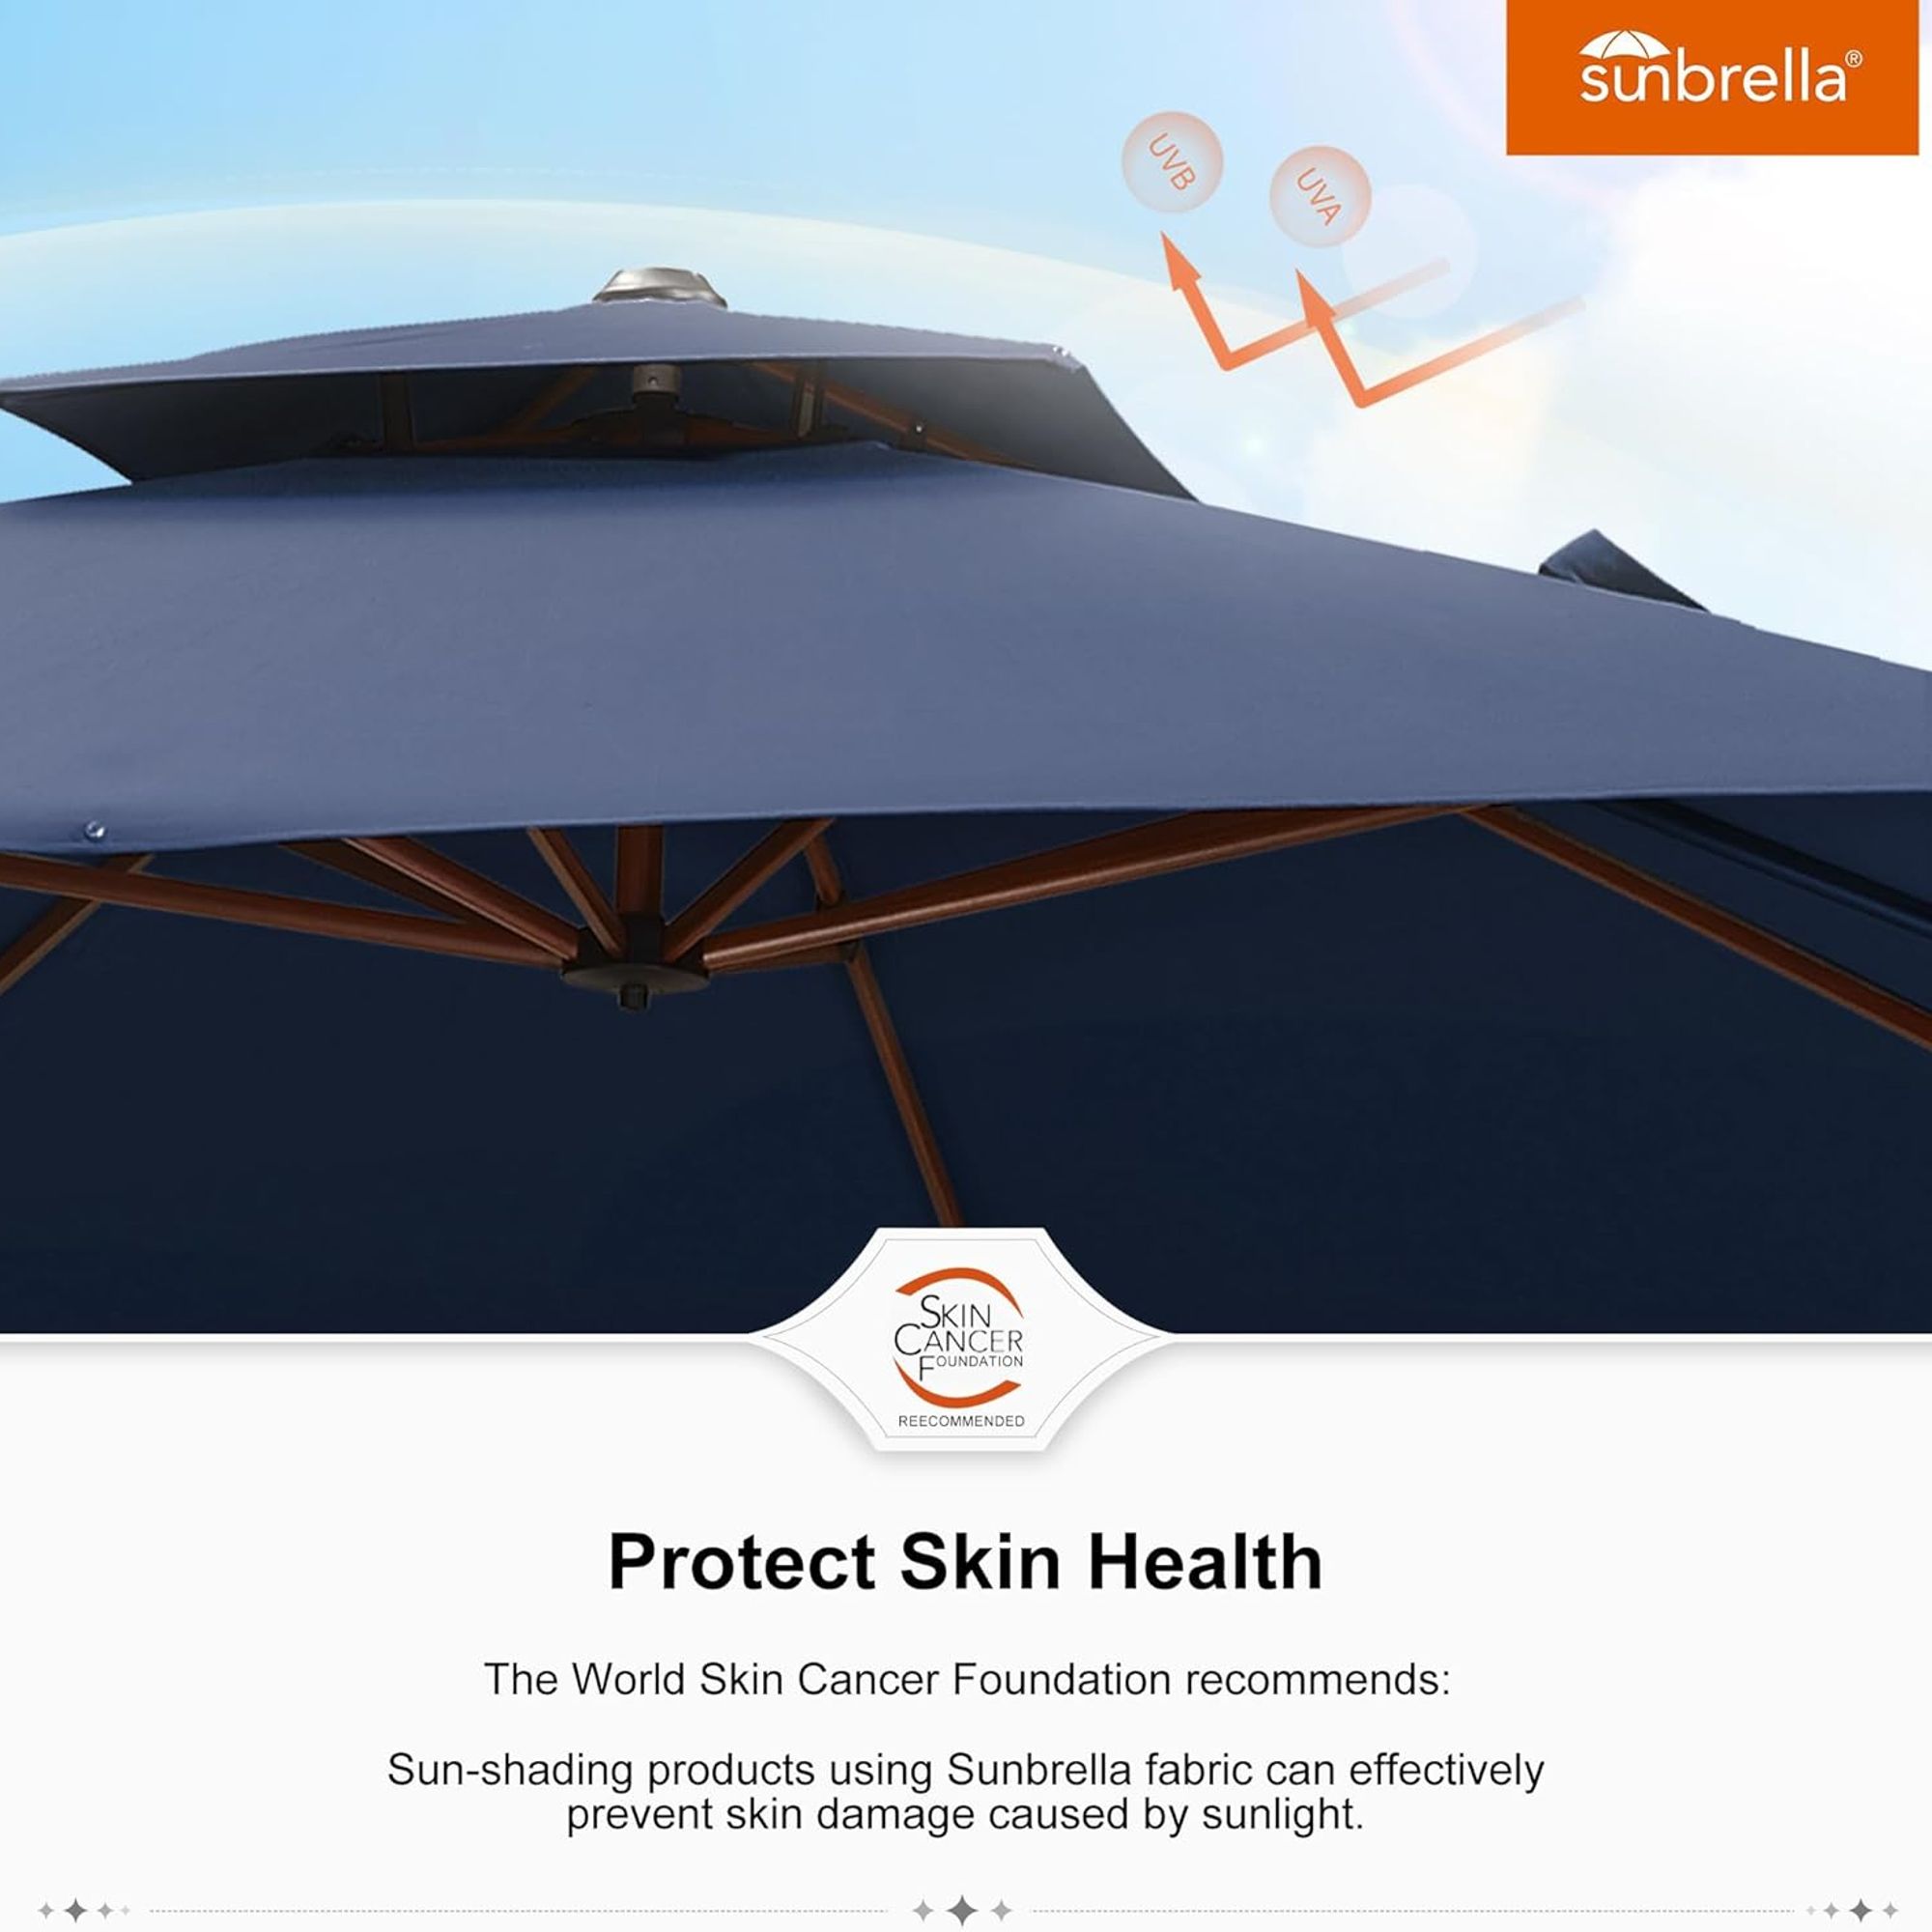 sunbrella®
UVB
UVA
SKIN
CANCER
FOUNDATION
REECOMMENDED
Protect Skin Health
The World Skin Cancer Foundation recommends:
Sun-shading products using Sunbrella fabric can effectively
prevent skin damage caused by sunlight.